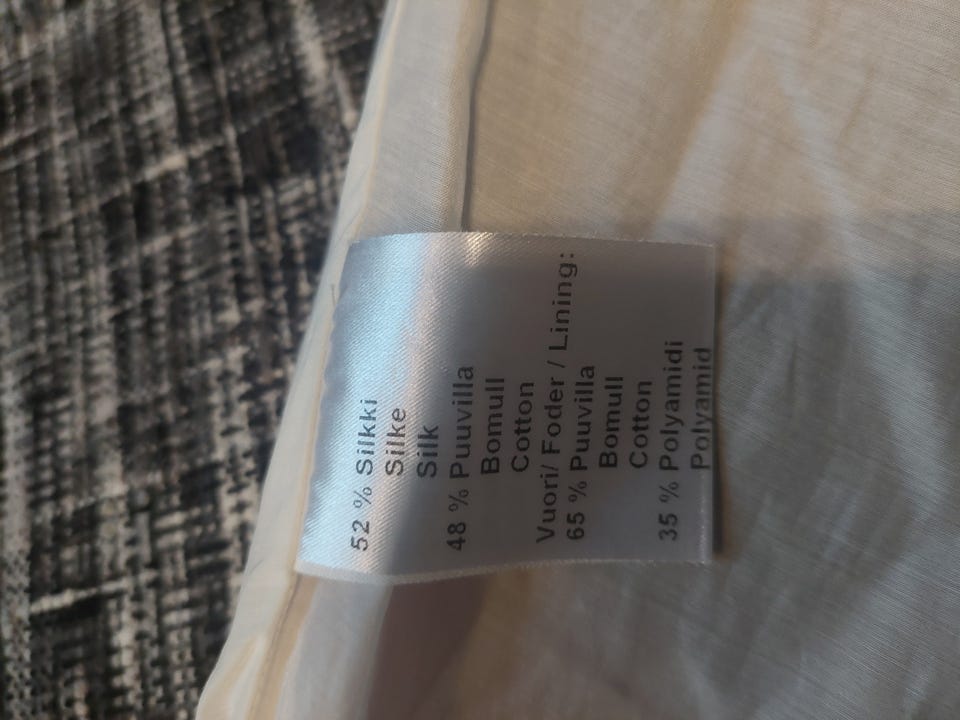 52 % Silkki
Silke
Silk
48 % Puuvilla
Bomull
Cotton
Vuori/ Foder / Lining:
65 % Puuvilla
Bomull
Cotton
35 % Polyamidi
Polyamid